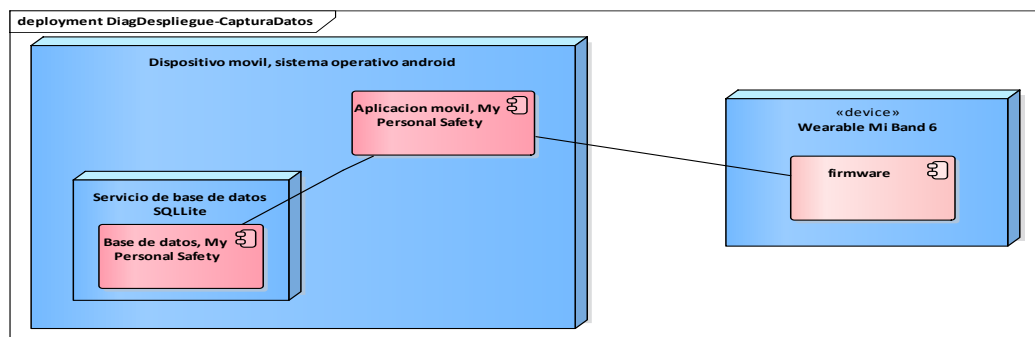 deployment DiagDespliegue-CapturaDatos
Dispositivo movil, sistema operativo android
Aplicacion movil, My
Personal Safety
Servicio de base de datos
SQLLite
Base de datos, My
Personal Safety
«device»
Wearable Mi Band 6
firmware